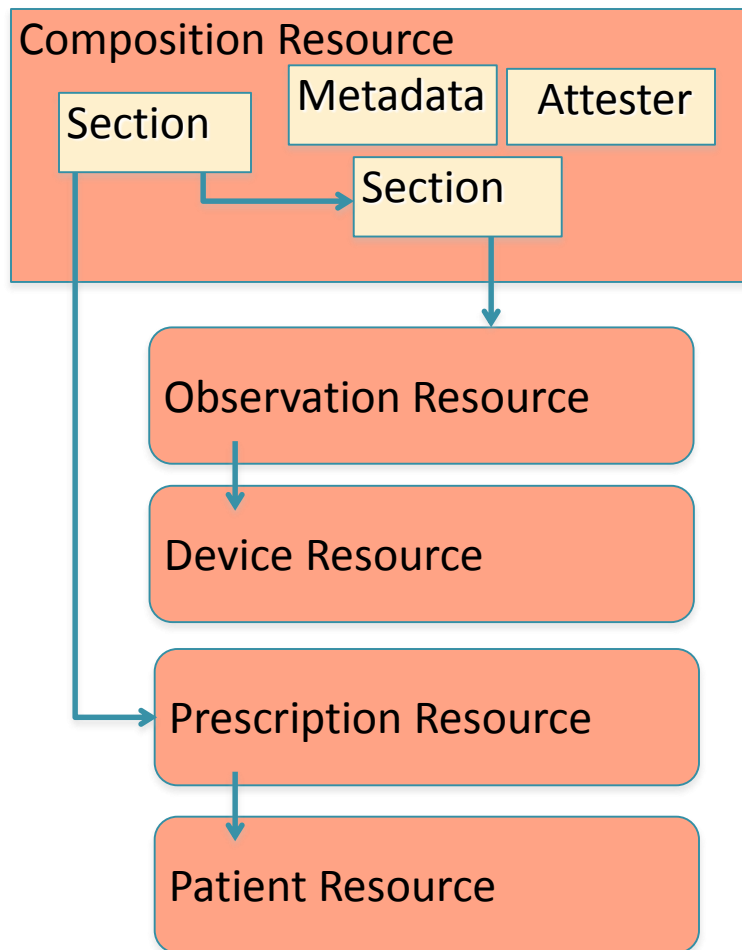 Composition Resource
Metadata
Attester
Section
Section
Observation Resource
Device Resource
Prescription Resource
Patient Resource